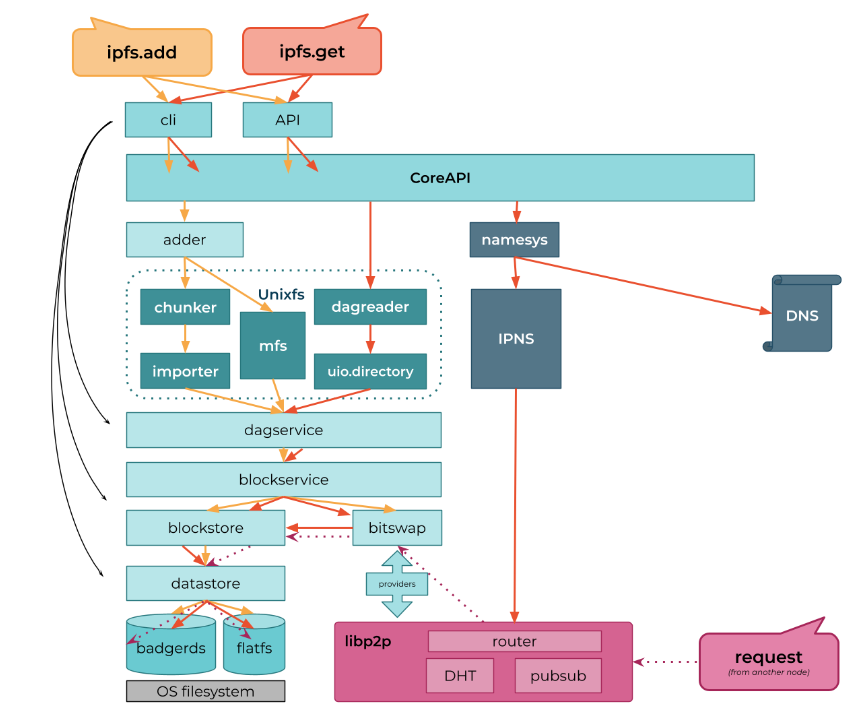 ipfs.add
ipfs.get
cli
API
CoreAPI
adder
namesys
Unixfs
chunker
dagreader
mfs
IPNS
DNS
importer
uio.directory
dagservice
blockservice
blockstore
bitswap
datastore
providers
badgerds
flatfs
libp2p
router
DHT
pubsub
request
(from another node)
OS filesystem